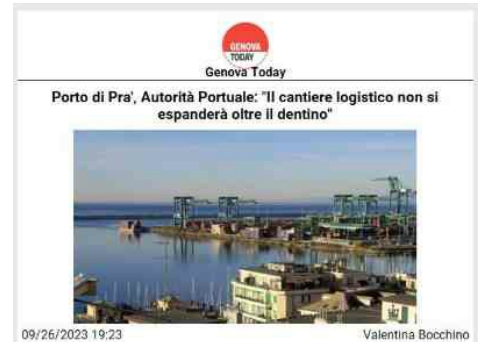 GENOVA
TODAY
Genova Today
Porto di Pra', Autorità Portuale: "Il cantiere logistico non si
espanderà oltre il dentino"
09/26/2023 19:23
Valentina Bocchino